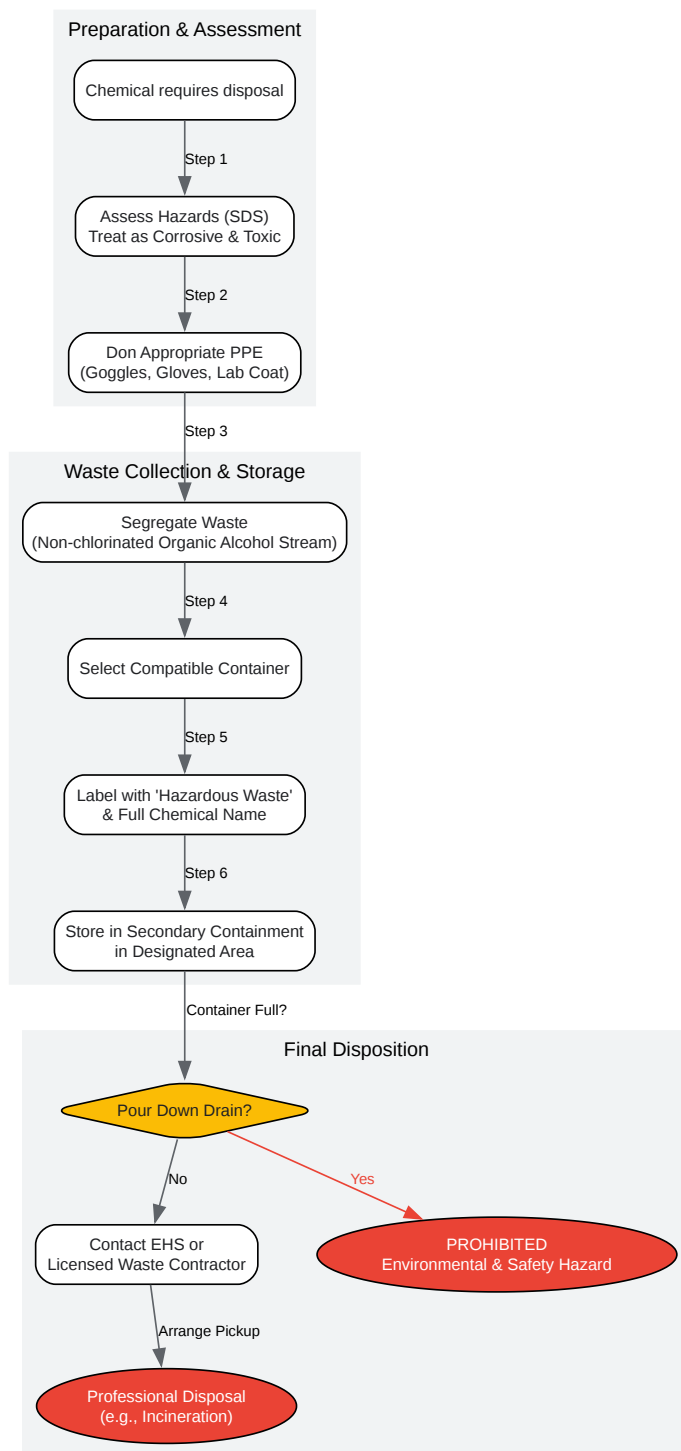 Preparation & Assessment
Chemical requires disposal
Step 1
Assess Hazards (SDS)
Treat as Corrosive & Toxic
Step 2
Don Appropriate PPE
(Goggles, Gloves, Lab Coat)
Step 3
Waste Collection & Storage
Segregate Waste
(Non-chlorinated Organic Alcohol Stream)
Step 4
Select Compatible Container
Step 5
Label with 'Hazardous Waste'
& Full Chemical Name
Step 6
Store in Secondary Containment
in Designated Area
Container Full?
Final Disposition
Pour Down Drain?
No
Yes
Contact EHS or
Licensed Waste Contractor
PROHIBITED
Environmental & Safety Hazard
Arrange Pickup
Professional Disposal
(e.g., Incineration)